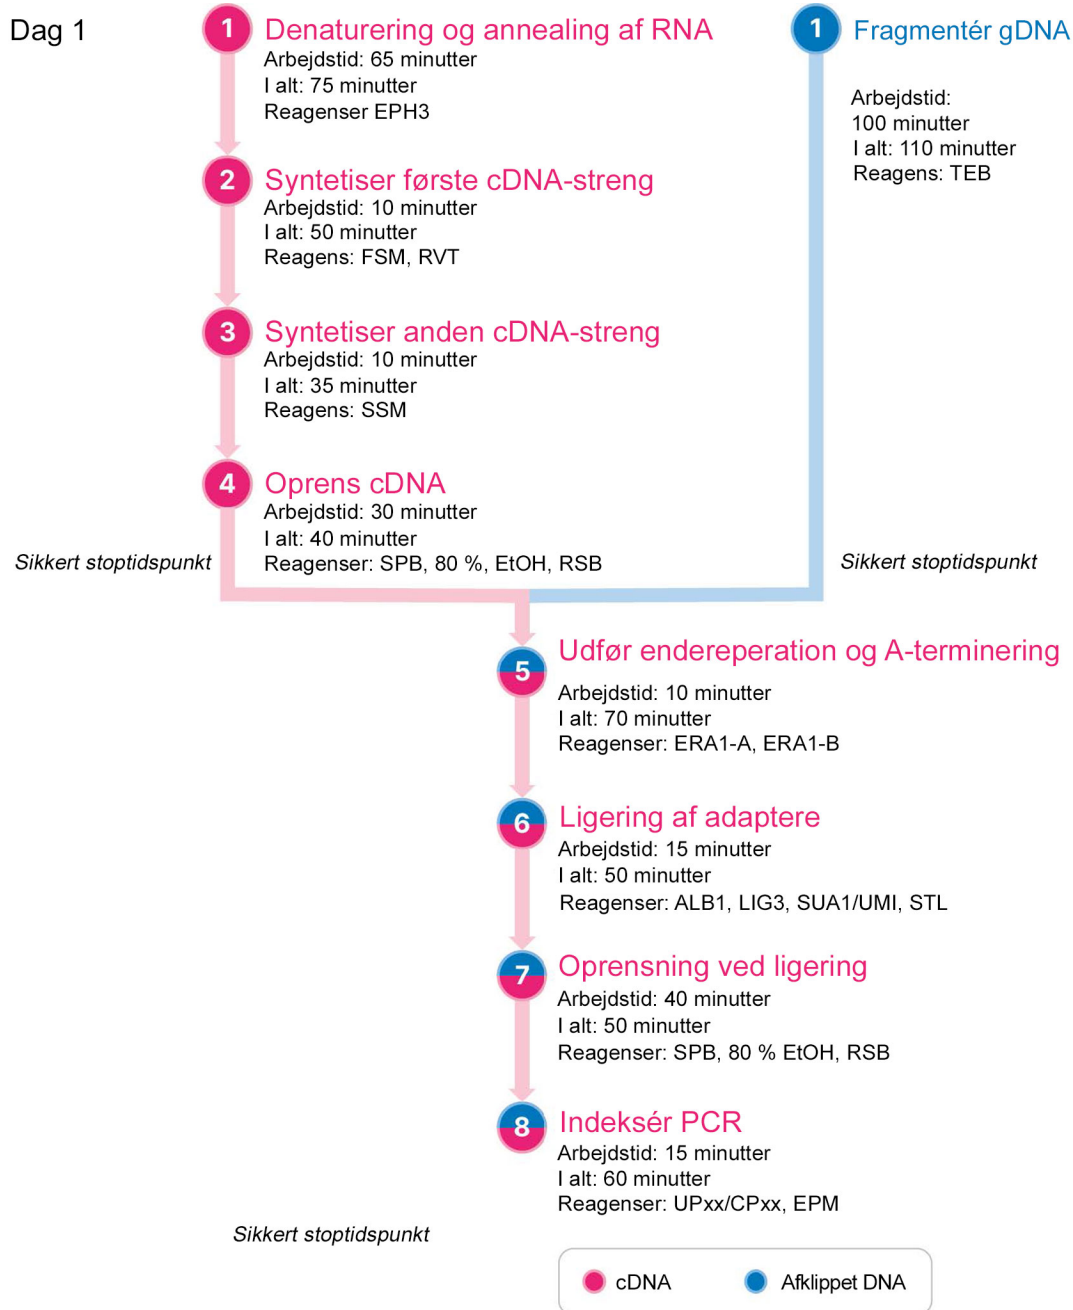 Dag 1
1
Denaturering og annealing af RNA
Arbejdstid: 65 minutter
I alt: 75 minutter
Reagenser EPH3
1
Fragmentér gDNA
Arbejdstid:
100 minutter
I alt: 110 minutter
Reagens: TEB
2
Syntetiser første cDNA-streng
Arbejdstid: 10 minutter
I alt: 50 minutter
Reagens: FSM, RVT
3
Syntetiser anden cDNA-streng
Arbejdstid: 10 minutter
I alt: 35 minutter
Reagens: SSM
4
Oprens cDNA
Arbejdstid: 30 minutter
I alt: 40 minutter
Reagenser: SPB, 80 %, EtOH, RSB
Sikkert stoptidspunkt
Sikkert stoptidspunkt
5
Udfør endereperation og A-terminering
Arbejdstid: 10 minutter
I alt: 70 minutter
Reagenser: ERA1-A, ERA1-B
6
Ligering af adaptere
Arbejdstid: 15 minutter
I alt: 50 minutter
Reagenser: ALB1, LIG3, SUA1/UMI, STL
7
Oprensning ved ligering
Arbejdstid: 40 minutter
I alt: 50 minutter
Reagenser: SPB, 80 % EtOH, RSB
8
Indeksér PCR
Arbejdstid: 15 minutter
I alt: 60 minutter
Reagenser: UPxx/CPxx, EPM
Sikkert stoptidspunkt
cDNA
Afklippet DNA